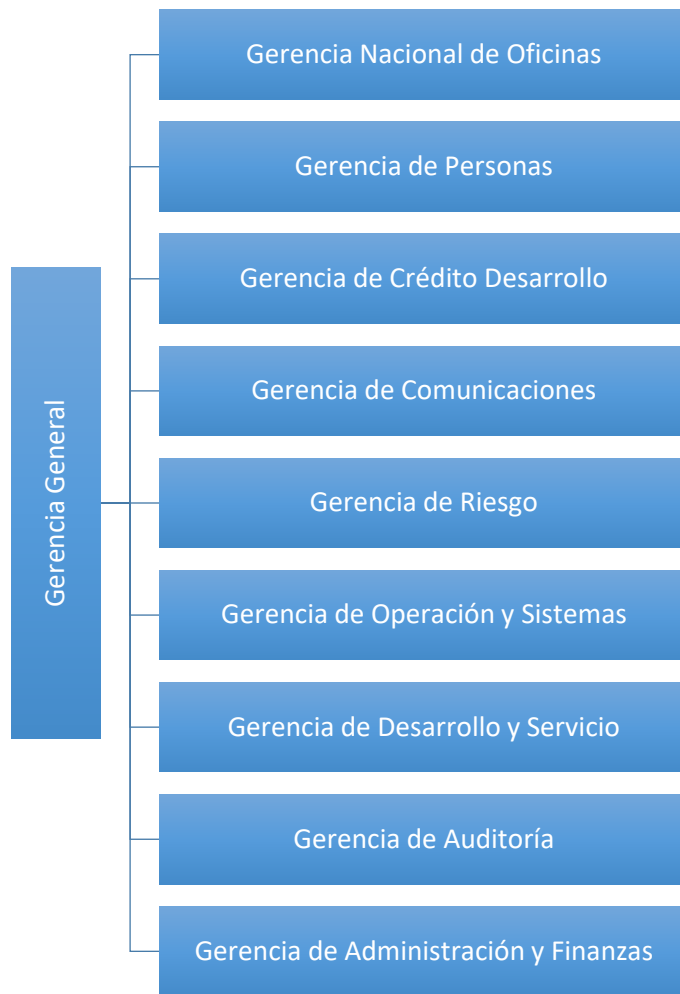 Gerencia General
Gerencia Nacional de Oficinas
Gerencia de Personas
Gerencia de Crédito Desarrollo
Gerencia de Comunicaciones
Gerencia de Riesgo
Gerencia de Operación y Sistemas
Gerencia de Desarrollo y Servicio
Gerencia de Auditoría
Gerencia de Administración y Finanzas